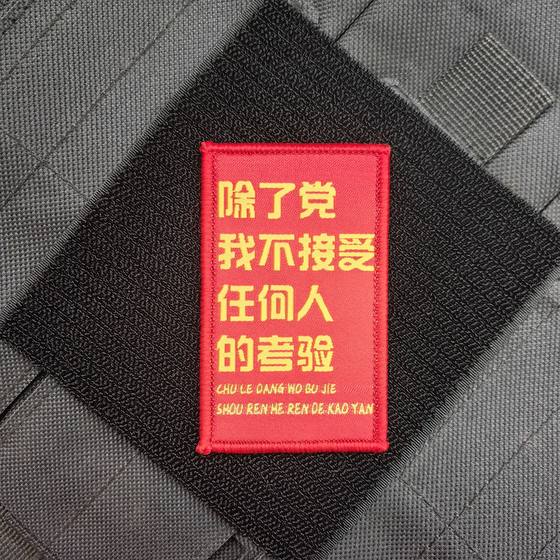 除了党
我不接受
任何人
的考验
CHU LE DANG WO BU JIE
SHOU REN HE REN DE KAO YAN